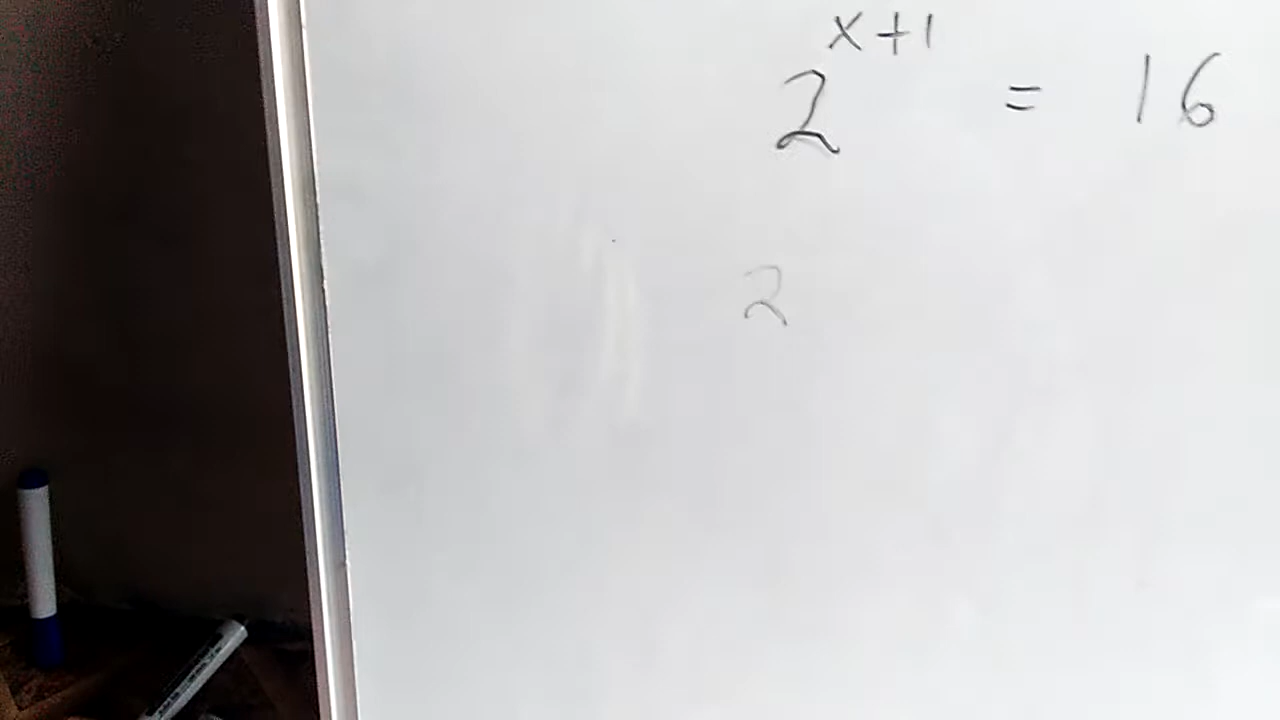 2^{x+1} = 16
2